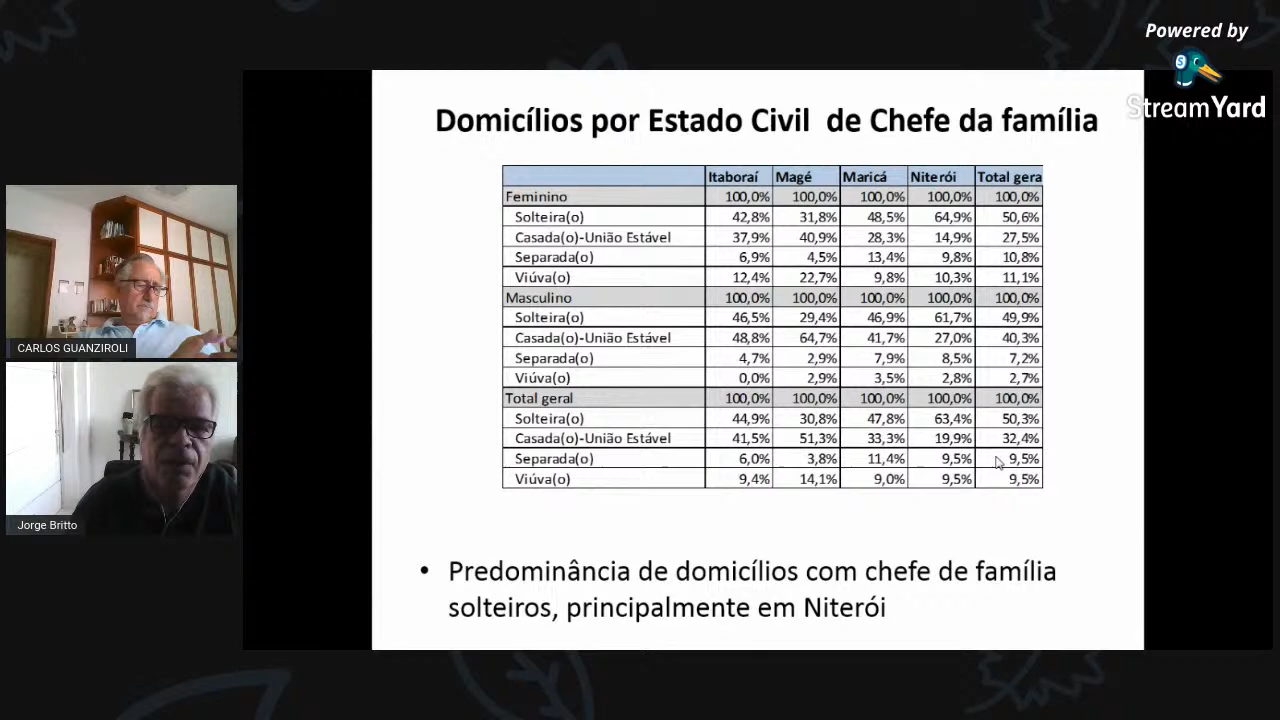 Powered by
StreamYard
Domicílios por Estado Civil de Chefe da família
Itaboraí Magé Maricá Niterói Total gera
Feminino 100,0% 100,0% 100,0% 100,0% 100,0%
Solteira(o) 42,8% 31,8% 48,5% 64,9% 50,6%
Casada(o)-União Estável 37,9% 40,9% 28,3% 14,9% 27,5%
Separada(o) 6,9% 4,5% 13,4% 9,8% 10,8%
Viúva(o) 12,4% 22,7% 9,8% 10,3% 11,1%
Masculino 100,0% 100,0% 100,0% 100,0% 100,0%
Solteira(o) 46,5% 29,4% 46,9% 61,7% 49,9%
Casada(o)-União Estável 48,8% 64,7% 41,7% 27,0% 40,3%
Separada(o) 4,7% 2,9% 7,9% 8,5% 7,2%
Viúva(o) 0,0% 2,9% 3,5% 2,8% 2,7%
Total geral 100,0% 100,0% 100,0% 100,0% 100,0%
Solteira(o) 44,9% 30,8% 47,8% 63,4% 50,3%
Casada(o)-União Estável 41,5% 51,3% 33,3% 19,9% 32,4%
Separada(o) 6,0% 3,8% 11,4% 9,5% 9,5%
Viúva(o) 9,4% 14,1% 9,0% 9,5% 9,5%
• Predominância de domicílios com chefe de família
solteiros, principalmente em Niterói
CARLOS GUANZIROLI
Jorge Britto